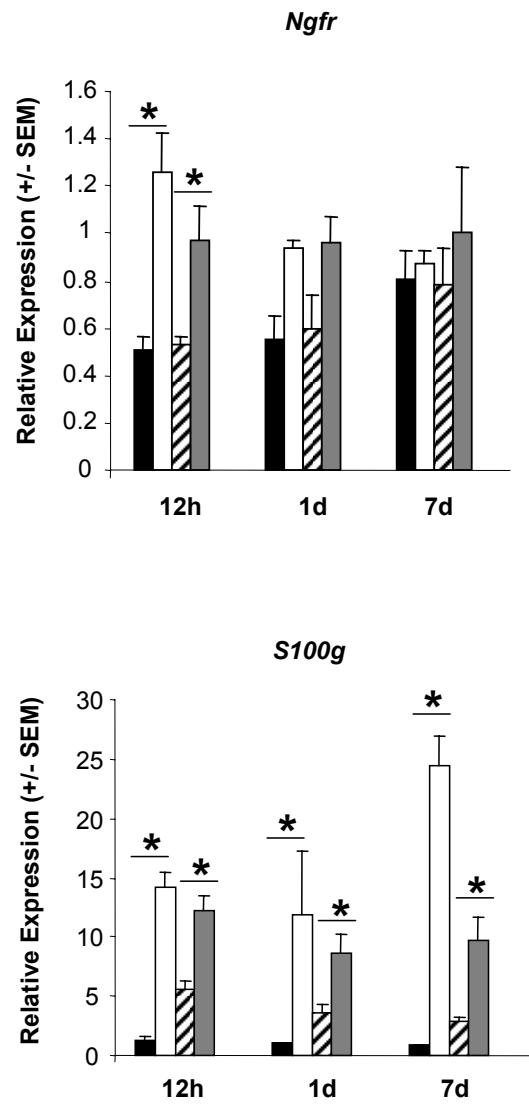 Ngfr
Relative Expression (+/- SEM)
1.6
1.4
1.2
1
0.8
0.6
0.4
0.2
0
*
*
12h
1d
7d
S100g
Relative Expression (+/- SEM)
30
25
20
15
10
5
0
*
*
*
*
*
*
12h
1d
7d